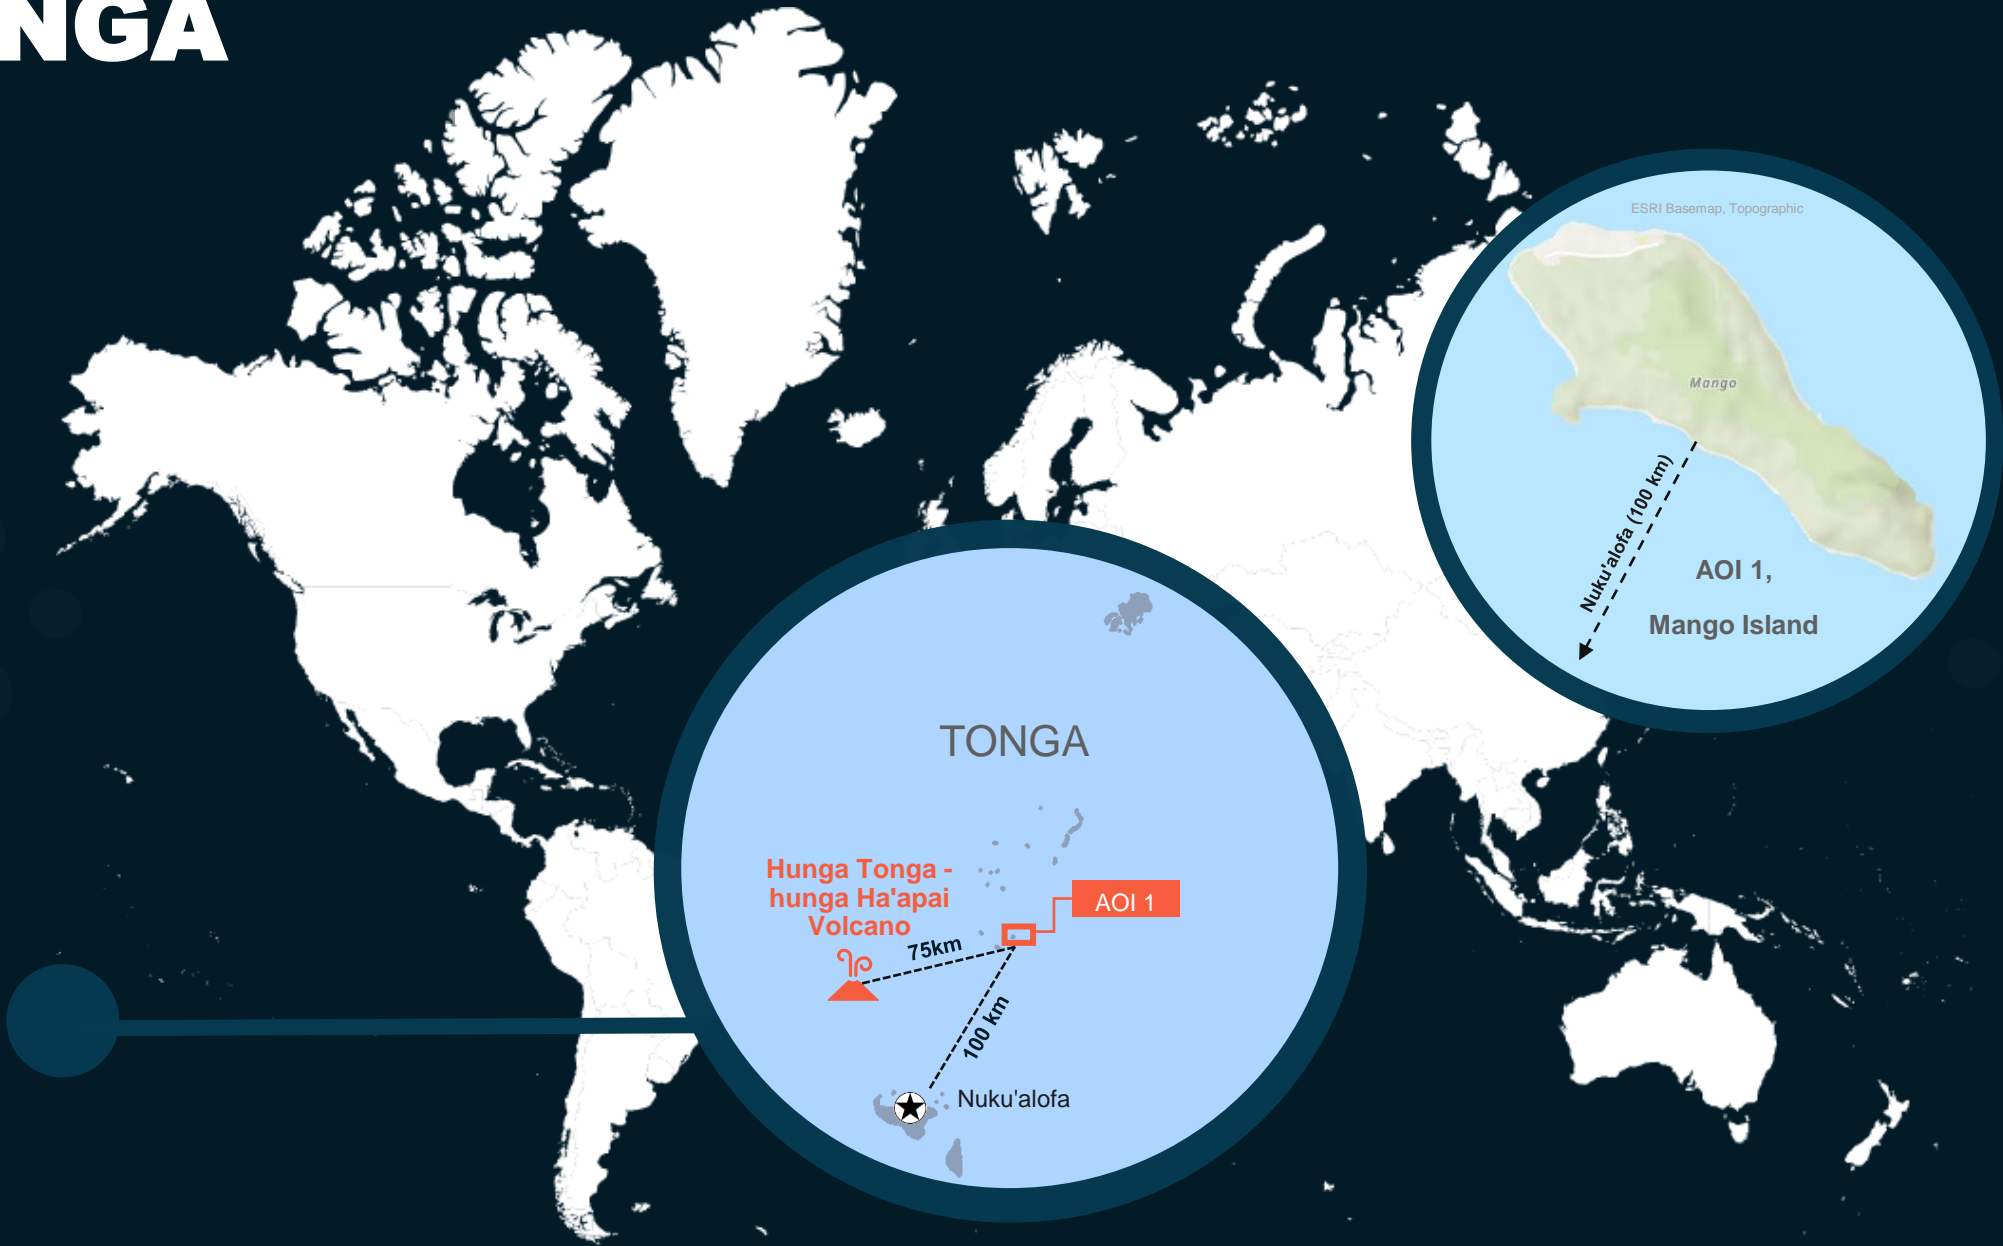 NGA
ESRI Basemap, Topographic
Mango
Nuku'alofa (100 km)
AOI 1,
Mango Island
TONGA
Hunga Tonga -
hunga Ha'apai
Volcano
AOI 1
75km
100 km
Nuku'alofa